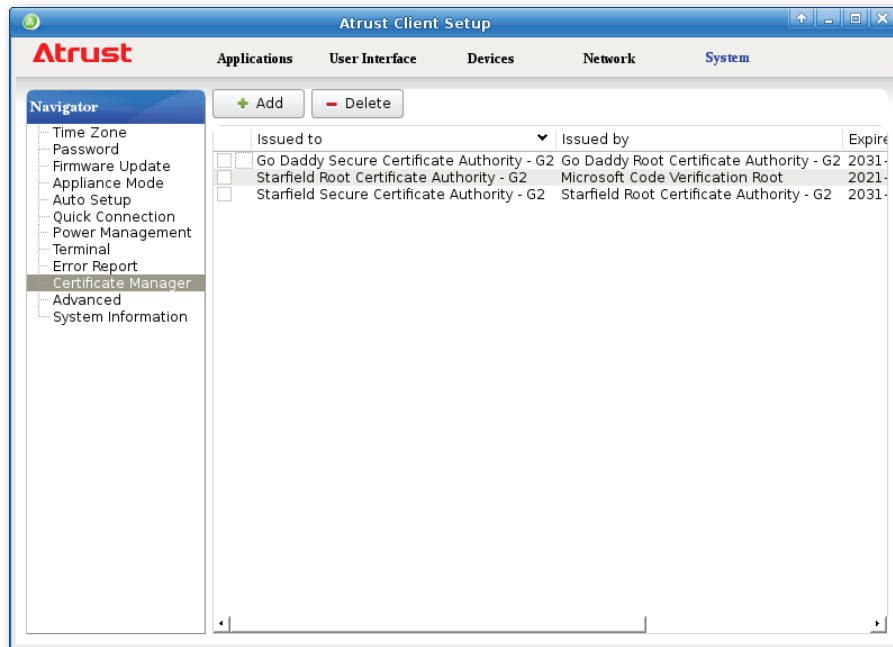 Atrust Client Setup
Atrust
Applications User Interface Devices Network System
Navigator
Time Zone
Password
Firmware Update
Appliance Mode
Auto Setup
Quick Connection
Power Management
Terminal
Error Report
Certificate Manager
Advanced
System Information
Add Delete
Issued to Issued by Expire
Go Daddy Secure Certificate Authority - G2 Go Daddy Root Certificate Authority - G2 2031-
Starfield Root Certificate Authority - G2 Microsoft Code Verification Root 2021-
Starfield Secure Certificate Authority - G2 Starfield Root Certificate Authority - G2 2031-